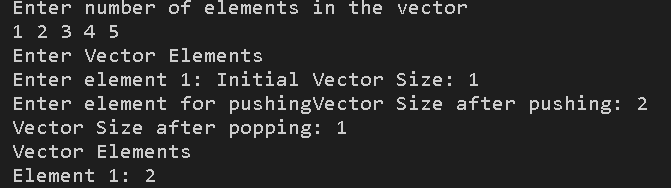 Enter number of elements in the vector
1 2 3 4 5
Enter Vector Elements
Enter element 1: Initial Vector Size: 1
Enter element for pushingVector Size after pushing: 2
Vector Size after popping: 1
Vector Elements
Element 1: 2